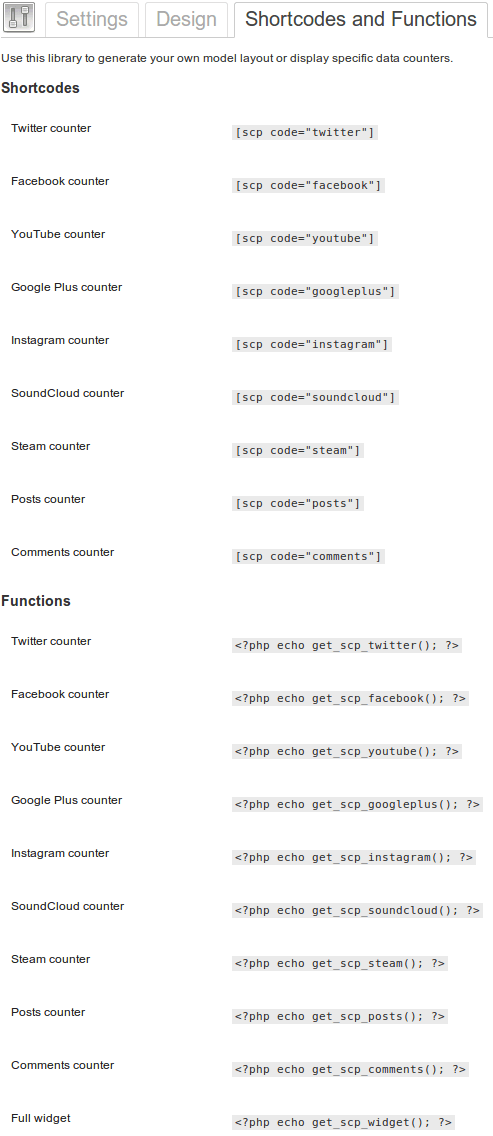 Settings Design Shortcodes and Functions
Use this library to generate your own model layout or display specific data counters.
Shortcodes
Twitter counter [scp code="twitter"]
Facebook counter [scp code="facebook"]
YouTube counter [scp code="youtube"]
Google Plus counter [scp code="googleplus"]
Instagram counter [scp code="instagram"]
SoundCloud counter [scp code="soundcloud"]
Steam counter [scp code="steam"]
Posts counter [scp code="posts"]
Comments counter [scp code="comments"]
Functions
Twitter counter <?php echo get_scp_twitter(); ?>
Facebook counter <?php echo get_scp_facebook(); ?>
YouTube counter <?php echo get_scp_youtube(); ?>
Google Plus counter <?php echo get_scp_googleplus(); ?>
Instagram counter <?php echo get_scp_instagram(); ?>
SoundCloud counter <?php echo get_scp_soundcloud(); ?>
Steam counter <?php echo get_scp_steam(); ?>
Posts counter <?php echo get_scp_posts(); ?>
Comments counter <?php echo get_scp_comments(); ?>
Full widget <?php echo get_scp_widget(); ?>